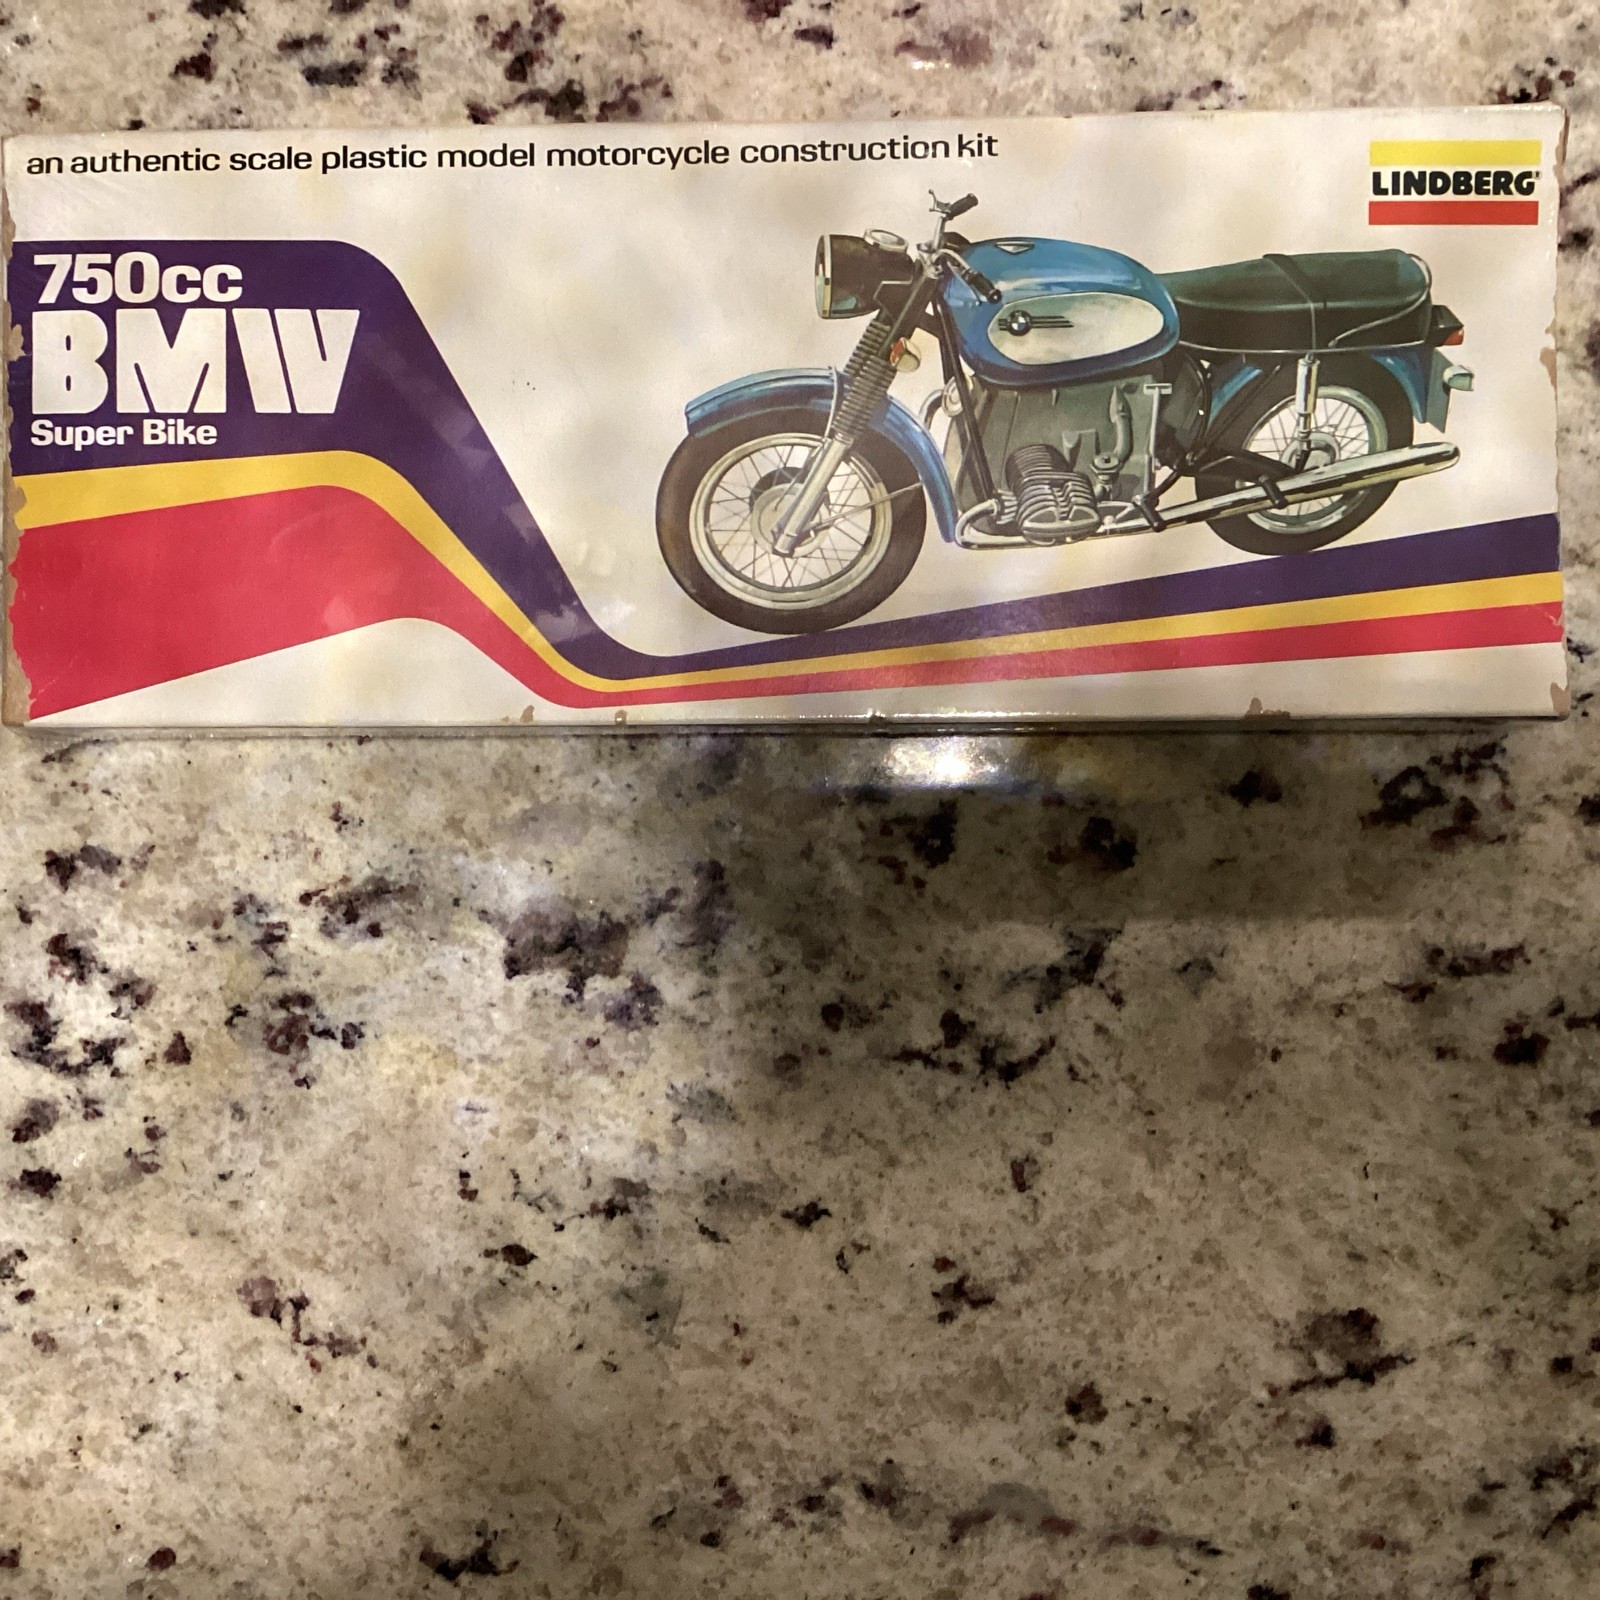 an authentic scale plastic model motorcycle construction kit
LINDBERG®
750cc
BMW
Super Bike